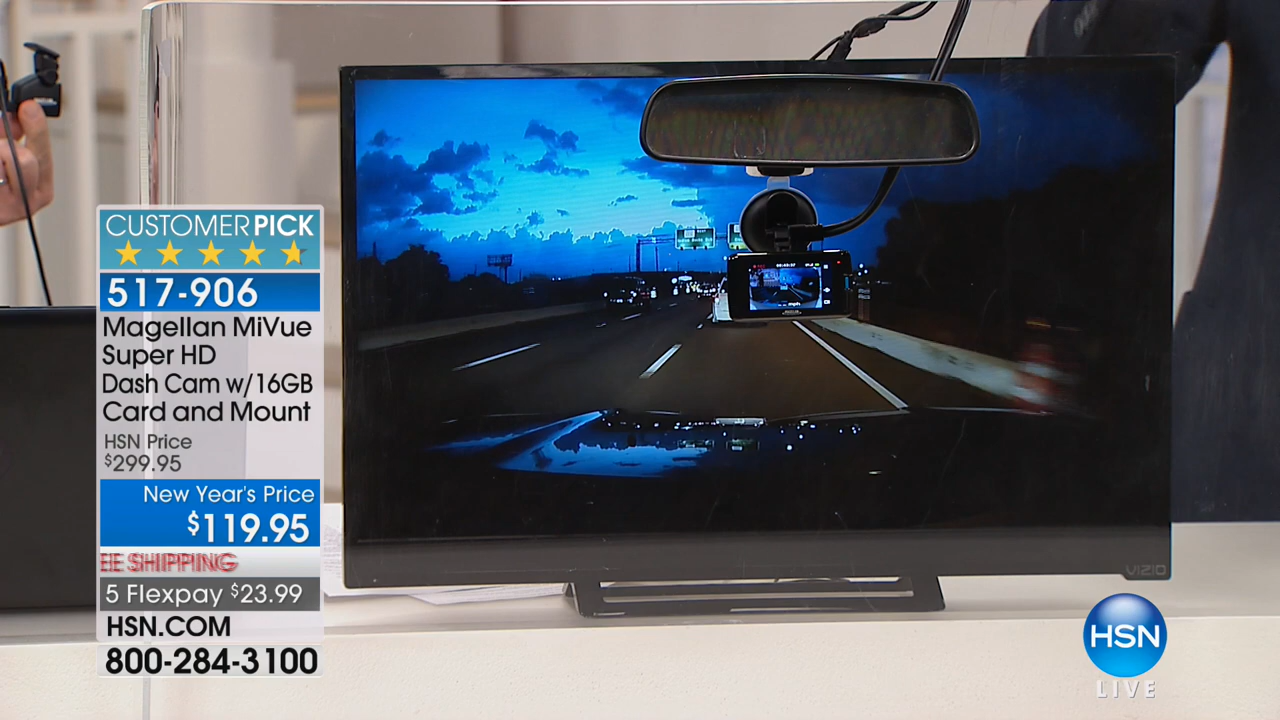 CUSTOMER PICK
517-906
Magellan MiVue
Super HD
Dash Cam w/16GB
Card and Mount
HSN Price
$299.95
New Year's Price
$119.95
EE SHIPPING
5 Flexpay $23.99
HSN.COM
800-284-3100
VIZIO
HSN
LIVE